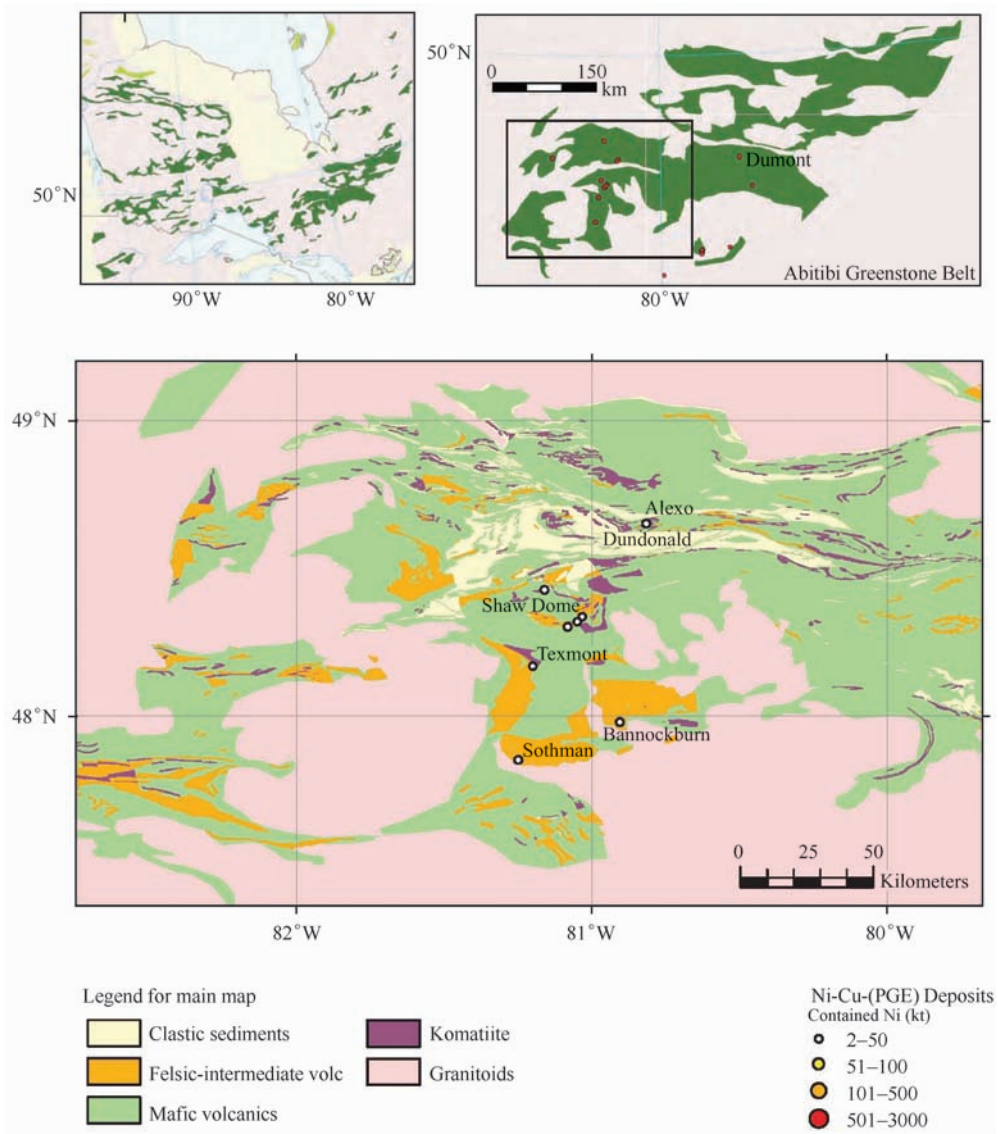 50°N
90°W
80°W
50°N
0
150
km
Dumont
Abitibi Greenstone Belt
80°W
49°N
48°N
Alexo
Dundonald
Shaw Dome
Texmont
Bannockburn
Sothman
0
25
50
Kilometers
82°W
81°W
80°W
Legend for main map
Clastic sediments
Felsic-intermediate volc
Mafic volcanics
Komatiite
Granitoids
Ni-Cu-(PGE) Deposits
Contained Ni (kt)
2–50
51–100
101–500
501–3000